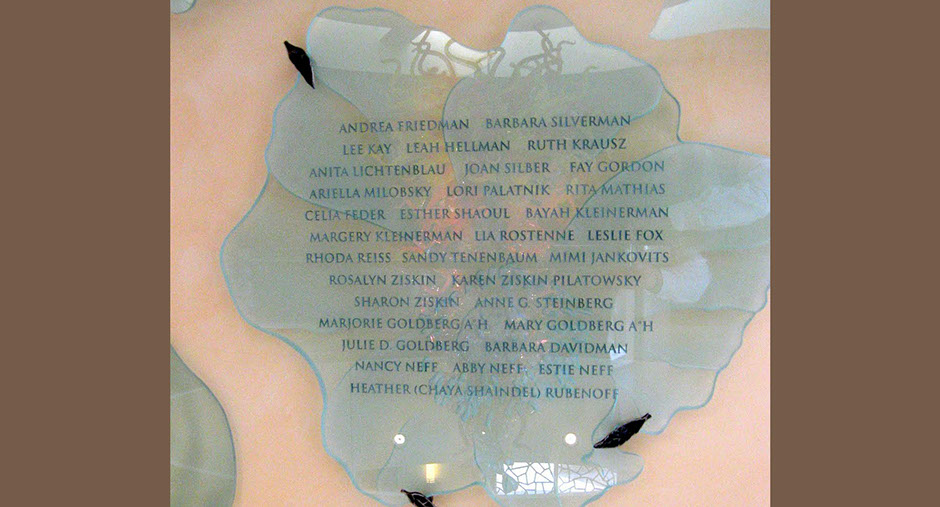 ANDREA FRIEDMAN BARBARA SILVERMAN
LEE KAY LEAH HELLMAN RUTH KRAUSZ
ANITA LICHTENBLAU JOAN SILBER FAY GORDON
ARIELLA MILOBSKY LORI PALATNIK RITA MATHIAS
CELIA FEDER ESTHER SHAOUL BAYAH KLEINERMAN
MARGERY KLEINERMAN LIA ROSTENNE LESLIE FOX
RHODA REISS SANDY TENENBAUM MIMI JANKOVITS
ROSALYN ZISKIN KAREN ZISKIN PILATOWSKY
SHARON ZISKIN ANNE G. STEINBERG
MARJORIE GOLDBERG A"H MARY GOLDBERG A"H
JULIE D. GOLDBERG BARBARA DAVIDMAN
NANCY NEFF ABBY NEFF ESTIE NEFF
HEATHER (CHAYA SHAINDEL) RUBENOFF